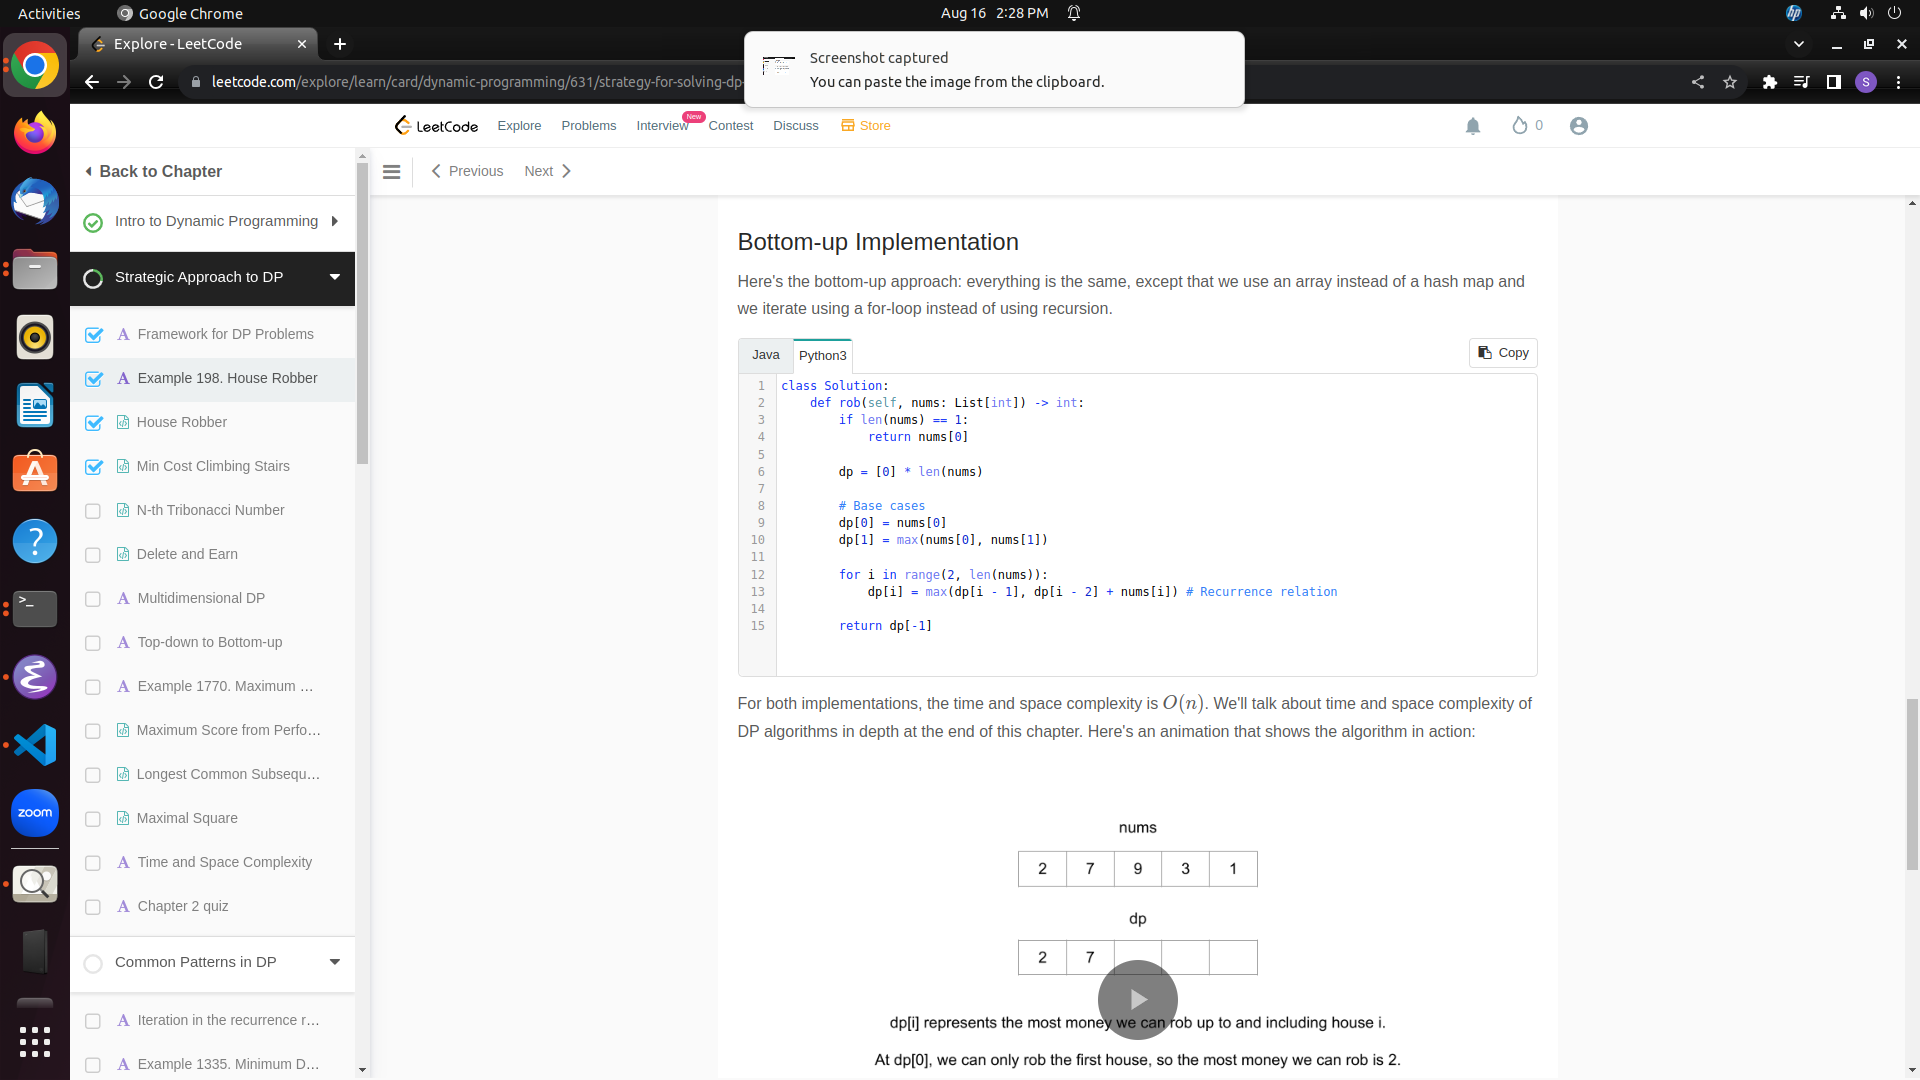 Activities
Google Chrome
Aug 16 2:28 PM
Explore - LeetCode
Screenshot captured
You can paste the image from the clipboard.
leetcode.com/explore/learn/card/dynamic-programming/631/strategy-for-solving-dp-
S
LeetCode
Explore
Problems
Interview
New
Contest
Discuss
Store
0
Back to Chapter
Previous
Next
Intro to Dynamic Programming
Strategic Approach to DP
A Framework for DP Problems
A Example 198. House Robber
House Robber
Min Cost Climbing Stairs
N-th Tribonacci Number
Delete and Earn
A Multidimensional DP
A Top-down to Bottom-up
A Example 1770. Maximum ...
Maximum Score from Perfo...
Longest Common Subsequ...
Maximal Square
A Time and Space Complexity
A Chapter 2 quiz
Common Patterns in DP
A Iteration in the recurrence r...
A Example 1335. Minimum D...
zoom
hp
Bottom-up Implementation
Here's the bottom-up approach: everything is the same, except that we use an array instead of a hash map and
we iterate using a for-loop instead of using recursion.
Java
Python3
Copy
1 class Solution:
2     def rob(self, nums: List[int]) -> int:
3         if len(nums) == 1:
4             return nums[0]
5
6         dp = [0] * len(nums)
7
8         # Base cases
9         dp[0] = nums[0]
10         dp[1] = max(nums[0], nums[1])
11
12         for i in range(2, len(nums)):
13             dp[i] = max(dp[i - 1], dp[i - 2] + nums[i]) # Recurrence relation
14
15         return dp[-1]
For both implementations, the time and space complexity is O(n). We'll talk about time and space complexity of
DP algorithms in depth at the end of this chapter. Here's an animation that shows the algorithm in action:
nums
2 7 9 3 1
dp
2 7
dp[i] represents the most money we can rob up to and including house i.
At dp[0], we can only rob the first house, so the most money we can rob is 2.